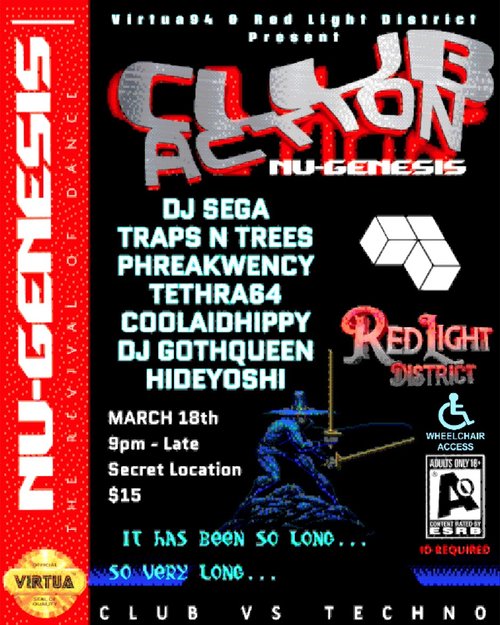 Virtua94 & Red Light District
Present
CLUB
ACTION
NU-GENESIS
NU-GENESIS
THE REVIVAL OF DANCE
DJ SEGA
TRAPS N TREES
PHREAKWENCY
TETHRA64
COOLAIDHIPPY
DJ GOTHQUEEN
HIDEYOSHI
RED LIGHT
DISTRICT
MARCH 18th
9pm - Late
Secret Location
$15
WHEELCHAIR
ACCESS
ADULTS ONLY 18+
AO
CONTENT RATED BY
ESRB
ID REQUIRED
IT HAS BEEN SO LONG...
SO VERY LONG...
OFFICIAL
VIRTUA
SEAL OF
QUALITY
CLUB VS TECHNO